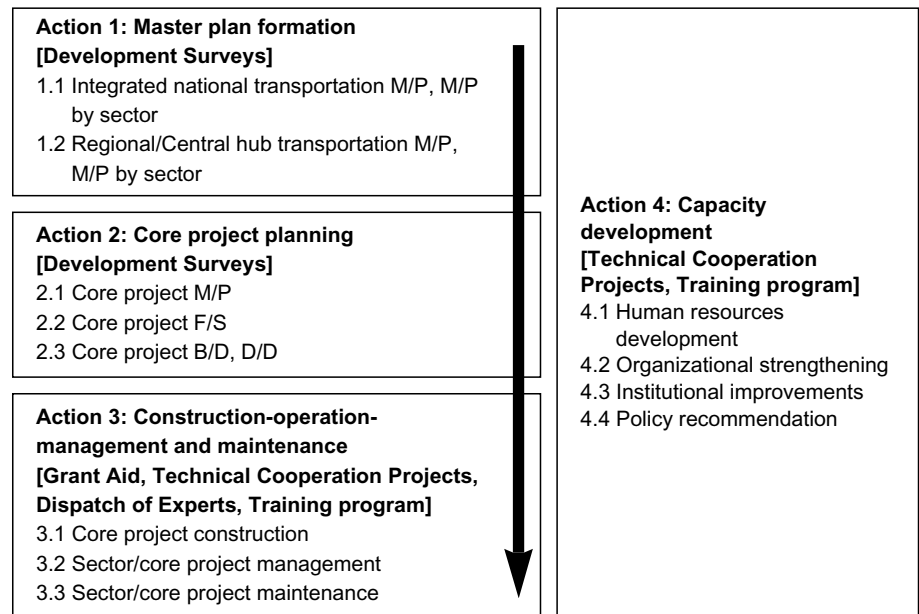 Action 1: Master plan formation
[Development Surveys]
1.1 Integrated national transportation M/P, M/P
by sector
1.2 Regional/Central hub transportation M/P,
M/P by sector
Action 2: Core project planning
[Development Surveys]
2.1 Core project M/P
2.2 Core project F/S
2.3 Core project B/D, D/D
Action 3: Construction-operation-
management and maintenance
[Grant Aid, Technical Cooperation Projects,
Dispatch of Experts, Training program]
3.1 Core project construction
3.2 Sector/core project management
3.3 Sector/core project maintenance
Action 4: Capacity
development
[Technical Cooperation
Projects, Training program]
4.1 Human resources
development
4.2 Organizational strengthening
4.3 Institutional improvements
4.4 Policy recommendation